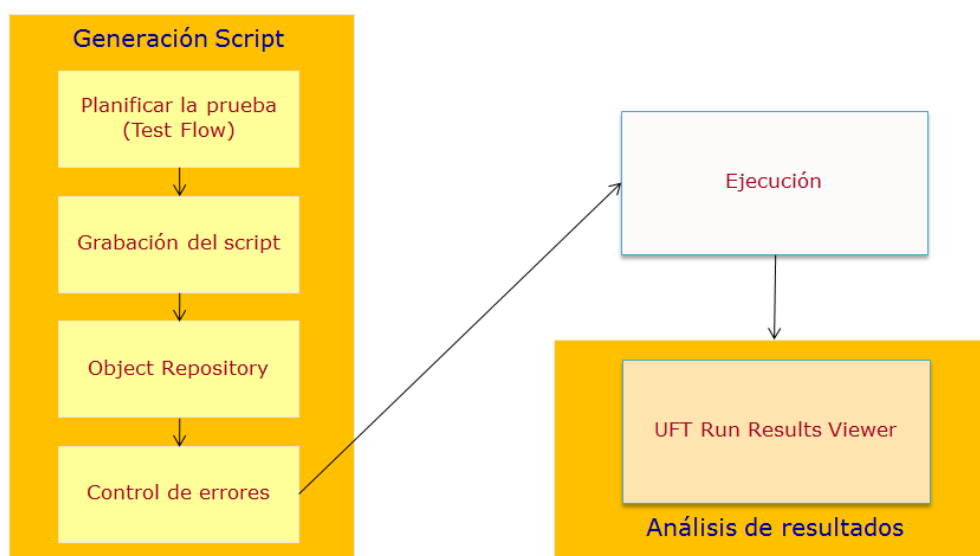 Generación Script
Planificar la prueba
(Test Flow)
Grabación del script
Object Repository
Control de errores
Ejecución
UFT Run Results Viewer
Análisis de resultados